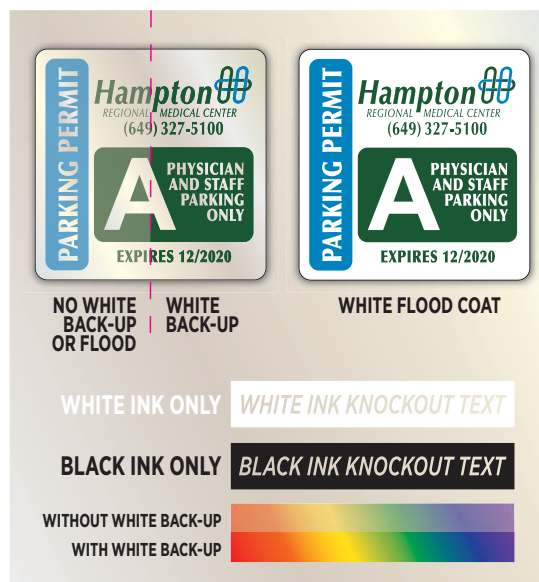 PARKING PERMIT
Hampton
REGIONAL MEDICAL CENTER
(649) 327-5100
A
PHYSICIAN
AND STAFF
PARKING
ONLY
EXPIRES 12/2020
PARKING PERMIT
Hampton
REGIONAL MEDICAL CENTER
(649) 327-5100
A
PHYSICIAN
AND STAFF
PARKING
ONLY
EXPIRES 12/2020
NO WHITE
BACK-UP
OR FLOOD
WHITE
BACK-UP
WHITE FLOOD COAT
WHITE INK ONLY
WHITE INK KNOCKOUT TEXT
BLACK INK ONLY
BLACK INK KNOCKOUT TEXT
WITHOUT WHITE BACK-UP
WITH WHITE BACK-UP